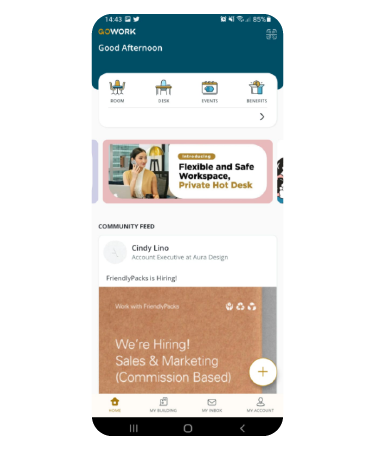 14:43
85%
GOWORK
Good Afternoon
ROOM
DESK
EVENTS
BENEFITS
Introducing
Flexible and Safe
Workspace,
Private Hot Desk
COMMUNITY FEED
Cindy Lino
Account Executive at Aura Design
FriendlyPacks is Hiring!
Work with FriendlyPacks
We're Hiring!
Sales & Marketing
(Commission Based)
HOME
MY BUILDING
MY INBOX
MY ACCOUNT